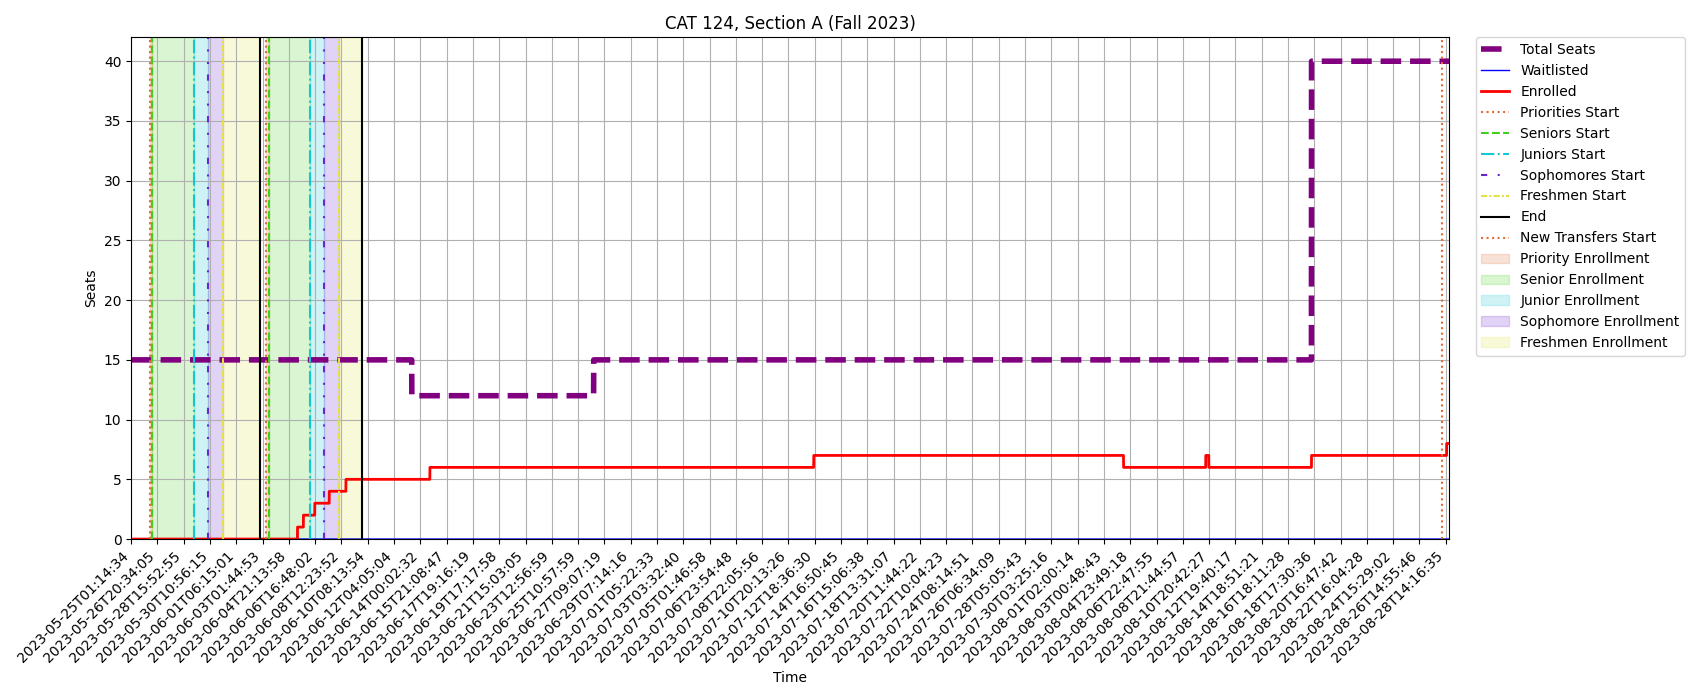 CAT 124, Section A (Fall 2023)
Seats
40
35
30
25
20
15
10
5
0
2023-05-25T01:14:34
2023-05-26T20:34:05
2023-05-28T15:52:55
2023-05-30T10:56:15
2023-06-01T06:15:01
2023-06-03T01:44:53
2023-06-04T21:13:58
2023-06-06T16:48:02
2023-06-08T12:23:52
2023-06-10T08:13:54
2023-06-12T04:05:04
2023-06-14T00:02:32
2023-06-15T21:08:47
2023-06-17T19:16:19
2023-06-19T17:17:58
2023-06-21T15:03:05
2023-06-23T12:56:59
2023-06-25T10:57:59
2023-06-27T09:07:19
2023-06-29T07:14:16
2023-07-01T05:22:33
2023-07-03T03:32:40
2023-07-05T01:46:58
2023-07-06T23:54:48
2023-07-08T22:05:56
2023-07-10T20:13:26
2023-07-12T18:36:30
2023-07-14T16:50:45
2023-07-16T15:06:38
2023-07-18T13:31:07
2023-07-20T11:44:22
2023-07-22T10:04:23
2023-07-24T08:14:51
2023-07-26T06:34:09
2023-07-28T05:05:43
2023-07-30T03:25:16
2023-08-01T02:00:14
2023-08-03T00:48:43
2023-08-04T23:49:18
2023-08-06T22:47:55
2023-08-08T21:44:57
2023-08-10T20:42:27
2023-08-12T19:40:17
2023-08-14T18:51:21
2023-08-16T18:11:28
2023-08-18T17:30:36
2023-08-20T16:47:42
2023-08-22T16:04:28
2023-08-24T15:29:02
2023-08-26T14:55:46
2023-08-28T14:16:35
Time
Total Seats
Waitlisted
Enrolled
Priorities Start
Seniors Start
Juniors Start
Sophomores Start
Freshmen Start
End
New Transfers Start
Priority Enrollment
Senior Enrollment
Junior Enrollment
Sophomore Enrollment
Freshmen Enrollment